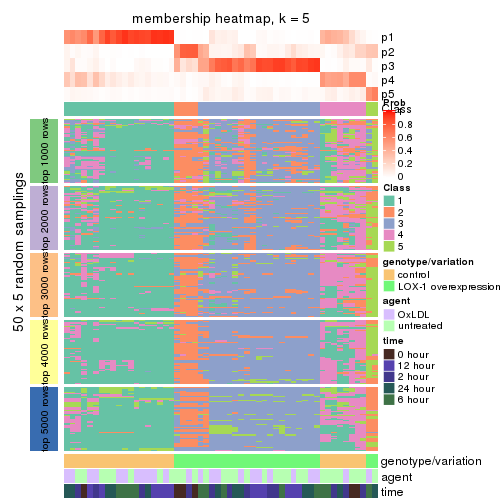 membership heatmap, k = 5
p1
p2
p3
p4
p5
Prob
Class
1
0.8
0.6
0.4
0.2
0
Class
1
2
3
4
5
genotype/variation
control
LOX-1 overexpression
agent
OxLDL
untreated
time
0 hour
12 hour
2 hour
24 hour
6 hour
50 x 5 random samplings
top 1000 rows
top 2000 rows
top 3000 rows
top 4000 rows
top 5000 rows
genotype/variation
agent
time